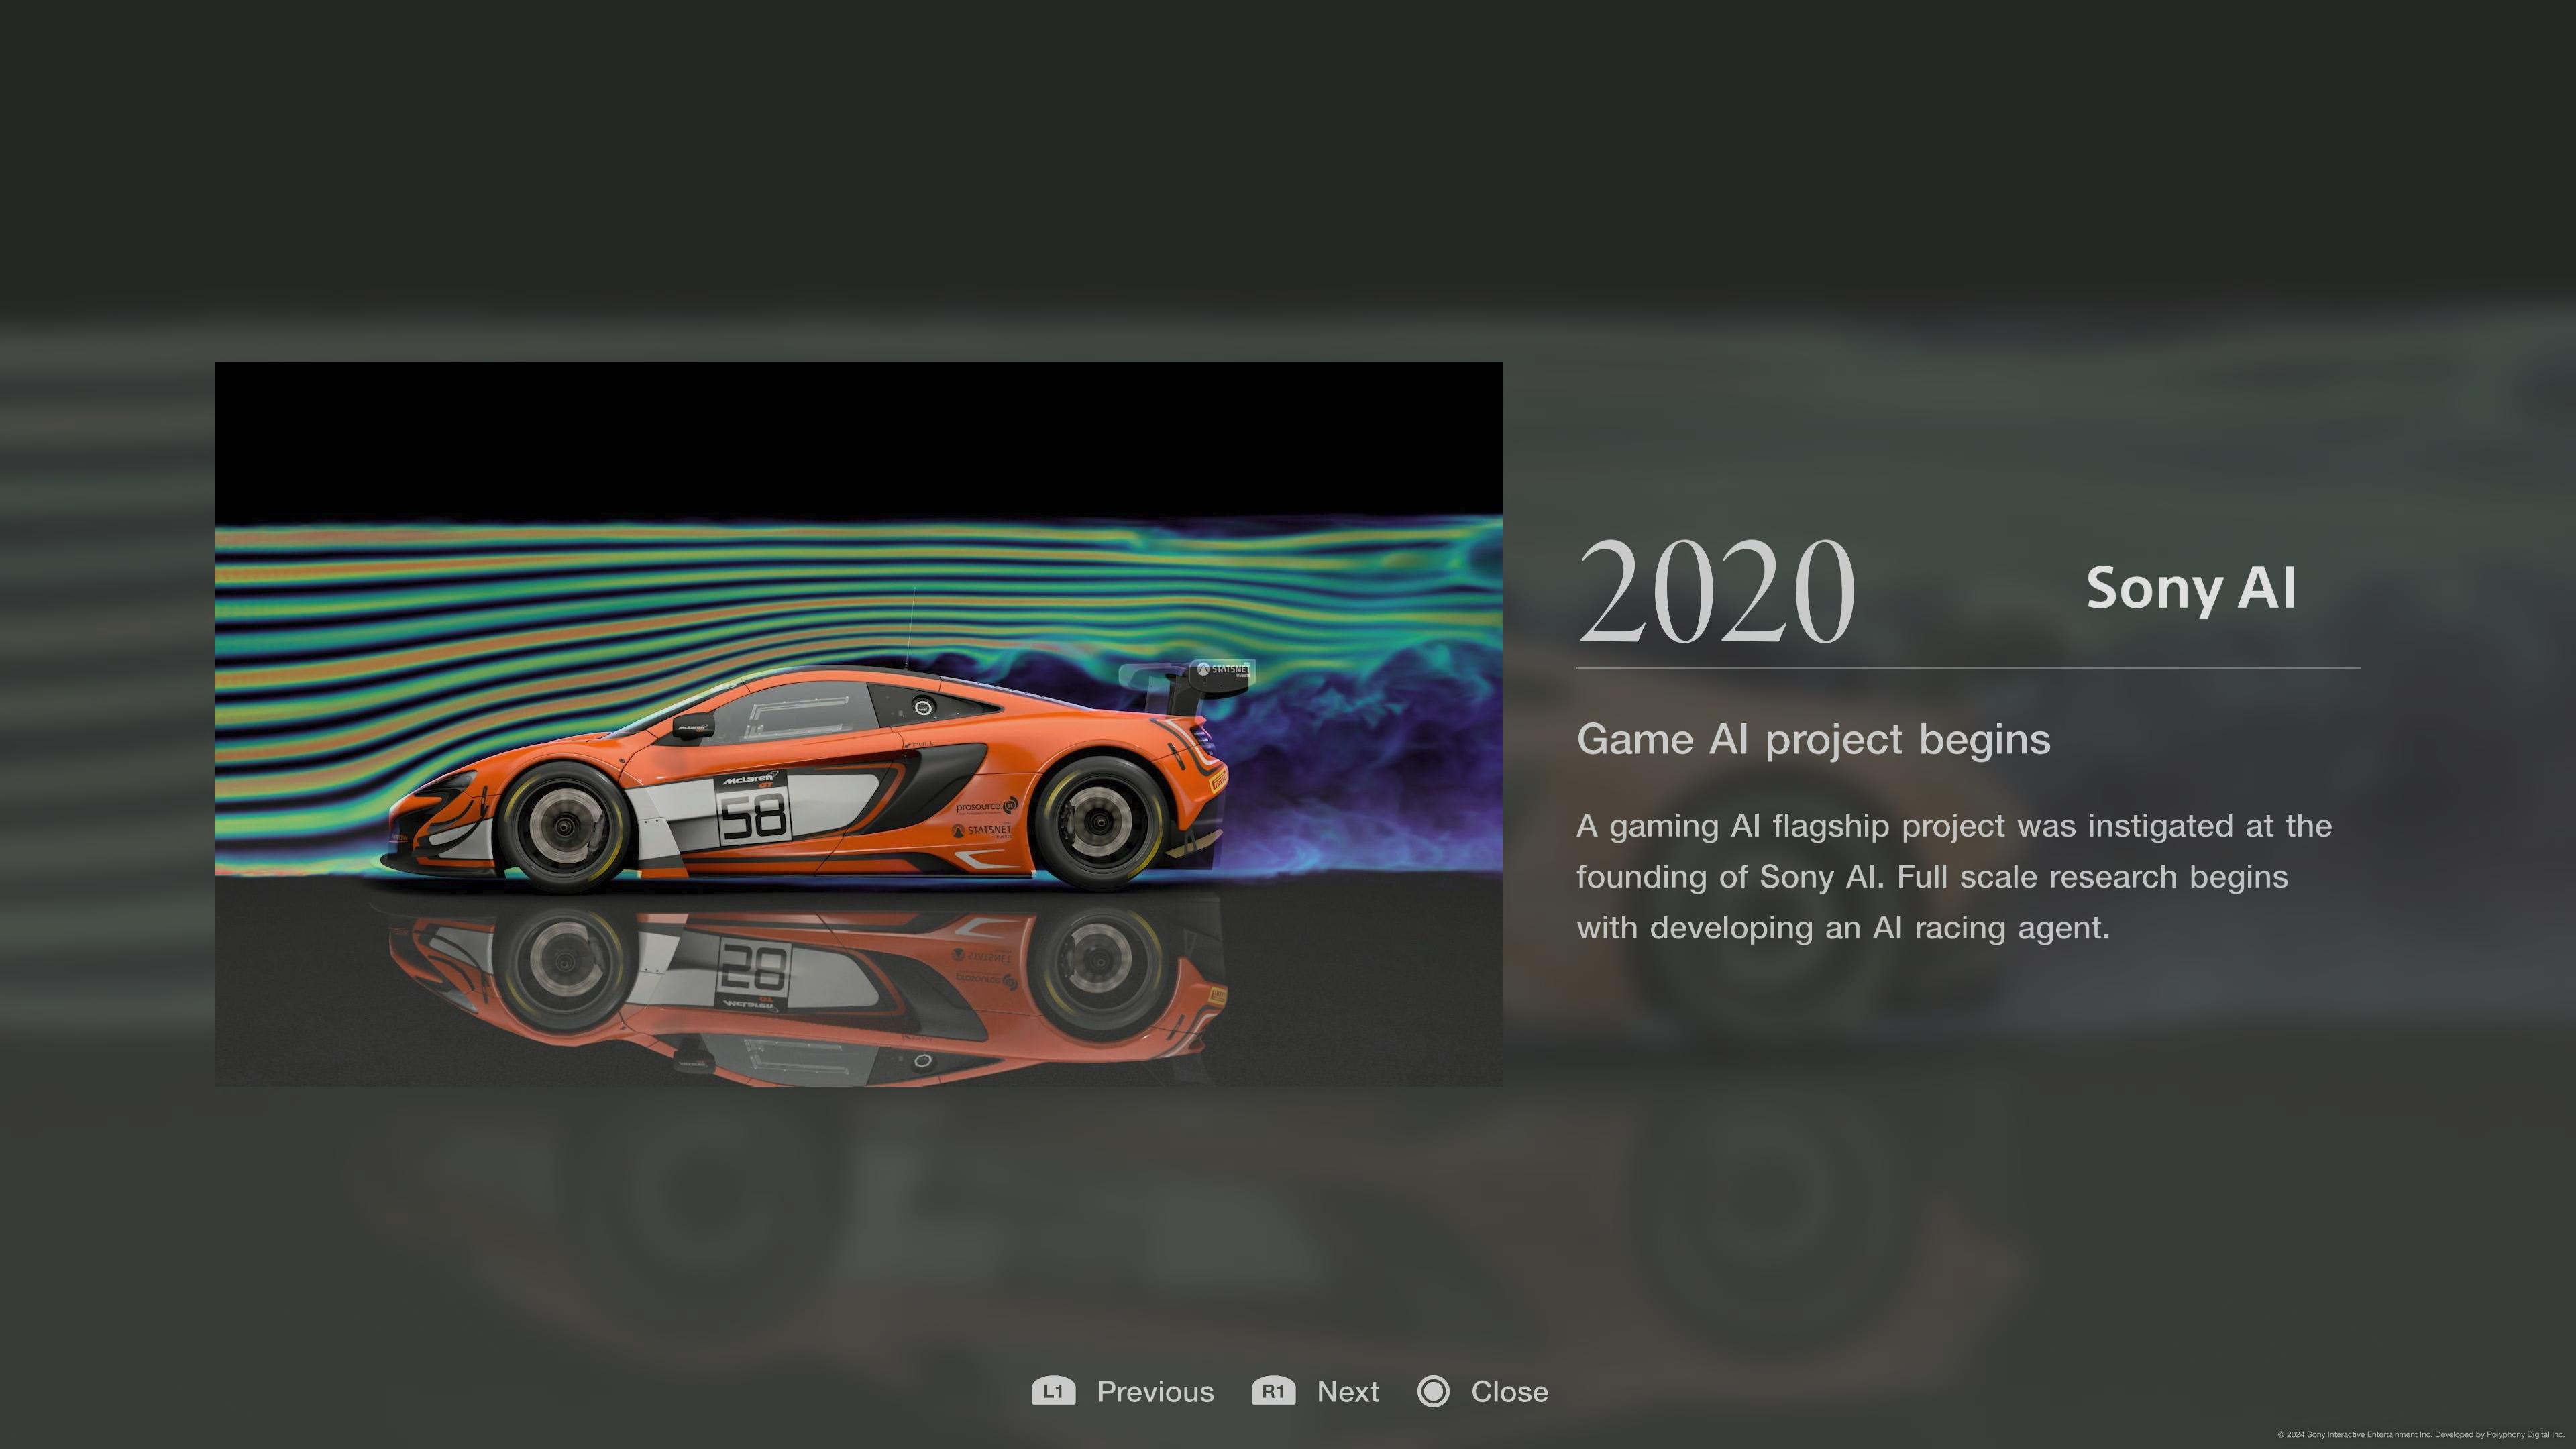 2020
Sony AI
Game AI project begins
A gaming AI flagship project was instigated at the
founding of Sony AI. Full scale research begins
with developing an AI racing agent.
STATSNET
PULL
McLaren
GT
58
prosource
STATSNET
L1 Previous R1 Next Close
© 2024 Sony Interactive Entertainment Inc. Developed by Polyphony Digital Inc.